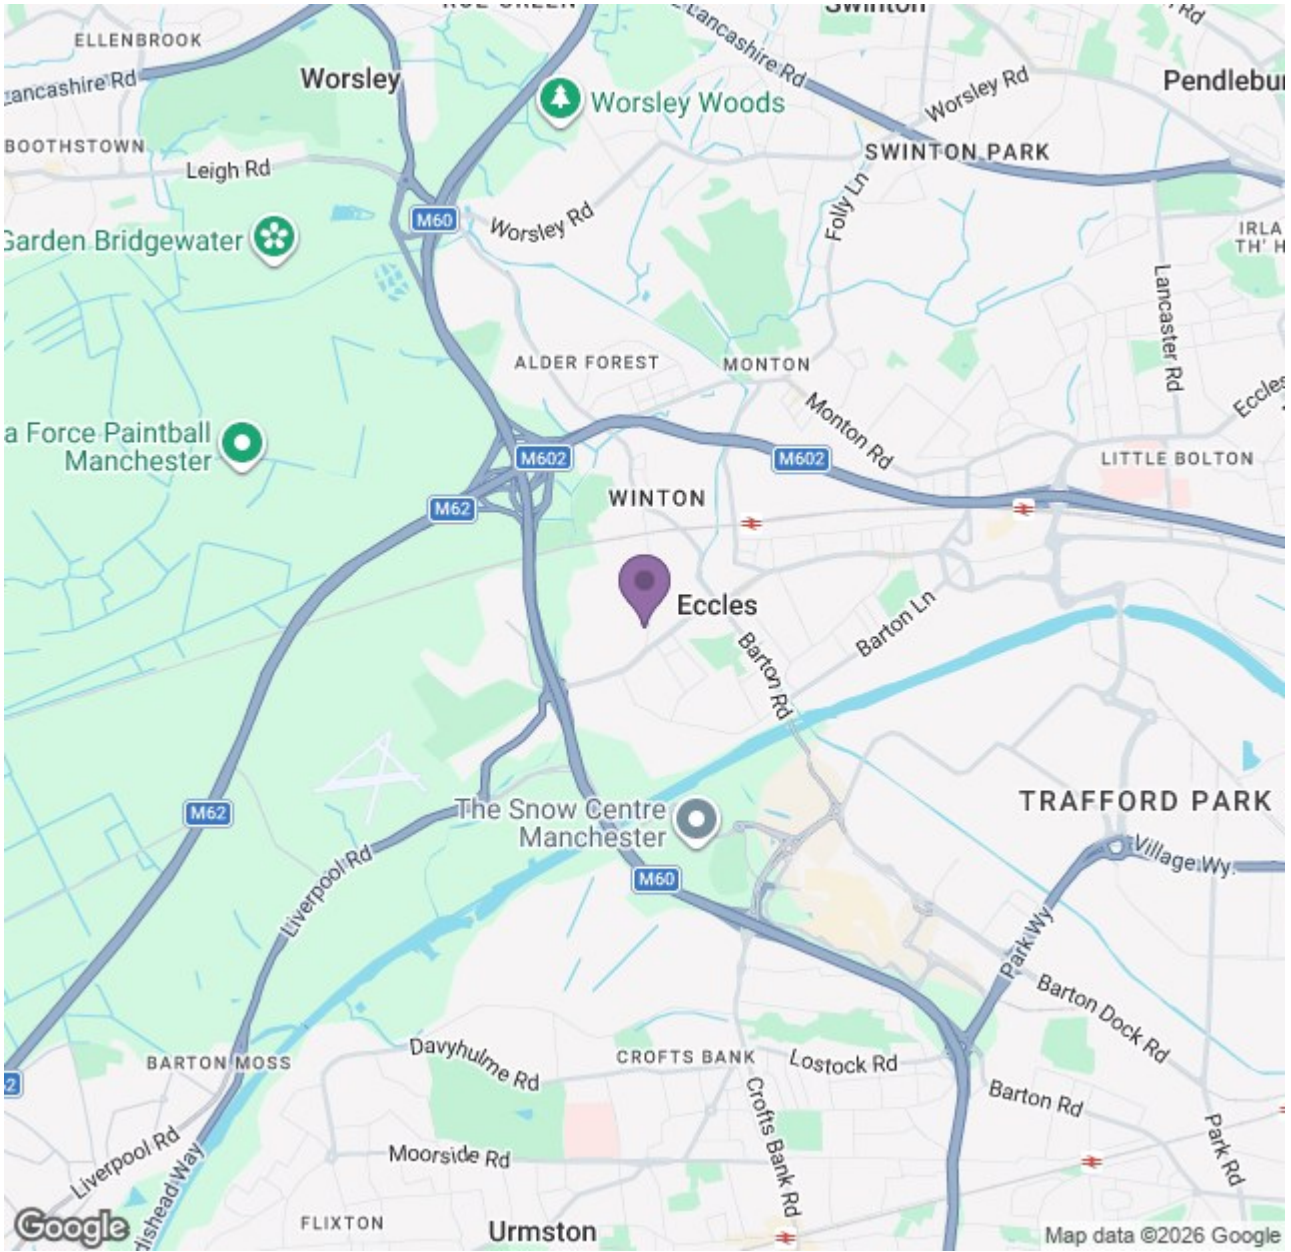 Swinton
ELLENBROOK
Lancashire Rd
Worsley
Lancashire Rd
Worsley Rd
Worsley Woods
BOOTHSTOWN
Leigh Rd
SWINTON PARK
M60
Worsley Rd
Folly Ln
Garden Bridgewater
Lancaster Rd
ALDER FOREST
MONTON
Monton Rd
Eccles
a Force Paintball
Manchester
M602
M602
LITTLE BOLTON
M62
WINTON
Eccles
Barton Ln
Barton Rd
M62
The Snow Centre
Manchester
TRAFFORD PARK
Liverpool Rd
Village Wy.
M60
Park Wy
Barton Dock Rd
BARTON MOSS
Davyhulme Rd
CROFTS BANK
Lostock Rd
Barton Rd
Crofts Bank Rd
Liverpool Rd
Moorside Rd
Park Rd
FLIXTON
Urmston
Google
Map data ©2026 Google